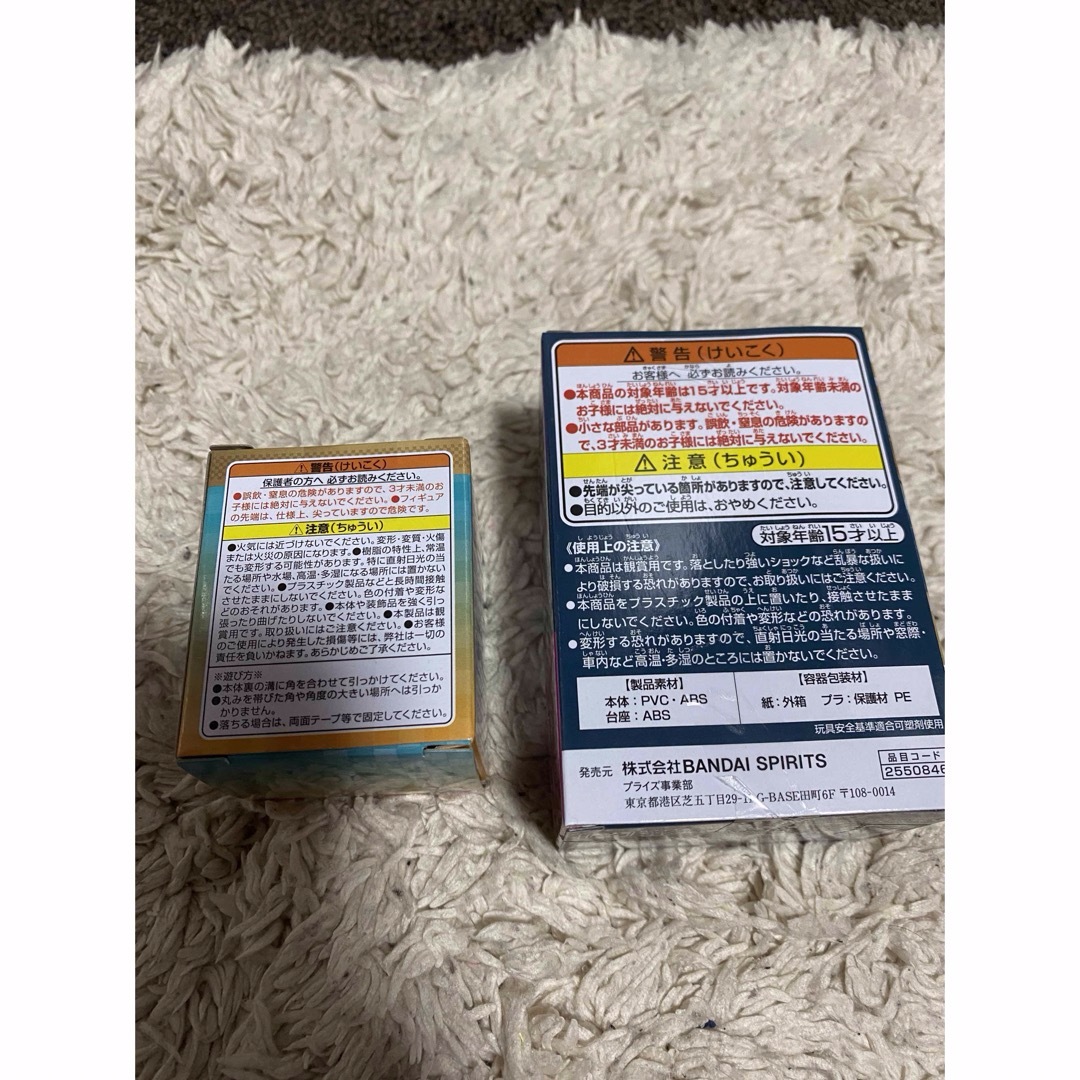 ⚠警告(けいこく)
保護者の方へ 必ずお読みください。
●誤飲・窒息の危険がありますので、3才未満のお
子様には絶対に与えないでください。●フィギュア
の先端は、仕様上、尖っていますので危険です。
⚠注意(ちゅうい)
●火気には近づけないでください。変形・変質・火傷
または火災の原因になります。●樹脂の特性上、常温
でも変形する可能性があります。特に直射日光の当
たる場所や水場、高温・多湿になる場所には置かない
でください。●プラスチック製品などと長時間接触
させたままにしないでください。色の付着や変形な
どのおそれがあります。●本体や装飾品を強く引っ
張ったり曲げたりしないでください。●本製品は観
賞用です。取り扱いにはご注意ください。●お客様
のご使用により発生した損傷等には、弊社は一切の
責任を負いかねます。あらかじめご了承ください。
※遊び方※
●本体裏の溝に角を合わせて引っかけてください。
●丸みを帯びた角や角度の大きい場所へは引っか
かりません。
●落ちる場合は、両面テープ等で固定してください。
⚠警告(けいこく)
お客様へ 必ずお読みください。
●本商品の対象年齢は15才以上です。対象年齢未満の
お子様には絶対に与えないでください。
●小さな部品があります。誤飲・窒息の危険がありますの
で、3才未満のお子様には絶対に与えないでください。
⚠注意(ちゅうい)
●先端が尖っている箇所がありますので、注意してください。
●目的以外のご使用は、おやめください。
対象年齢15才以上
《使用上の注意》
●本商品は観賞用です。落としたり強いショックなど乱暴な扱いに
より破損する恐れがありますので、お取り扱いにはご注意ください。
●本商品をプラスチック製品の上に置いたり、接触させたまま
にしないでください。色の付着や変形などの恐れがあります。
●変形する恐れがありますので、直射日光の当たる場所や窓際・
車内など高温・多湿のところには置かないでください。
【製品素材】
本体:PVC・ABS
台座:ABS
【容器包装材】
紙:外箱 プラ:保護材 PE
玩具安全基準適合可塑剤使用
発売元 株式会社BANDAI SPIRITS
プライズ事業部
東京都港区芝五丁目29-11 G-BASE田町6F 〒108-0014
品目コード
2550846